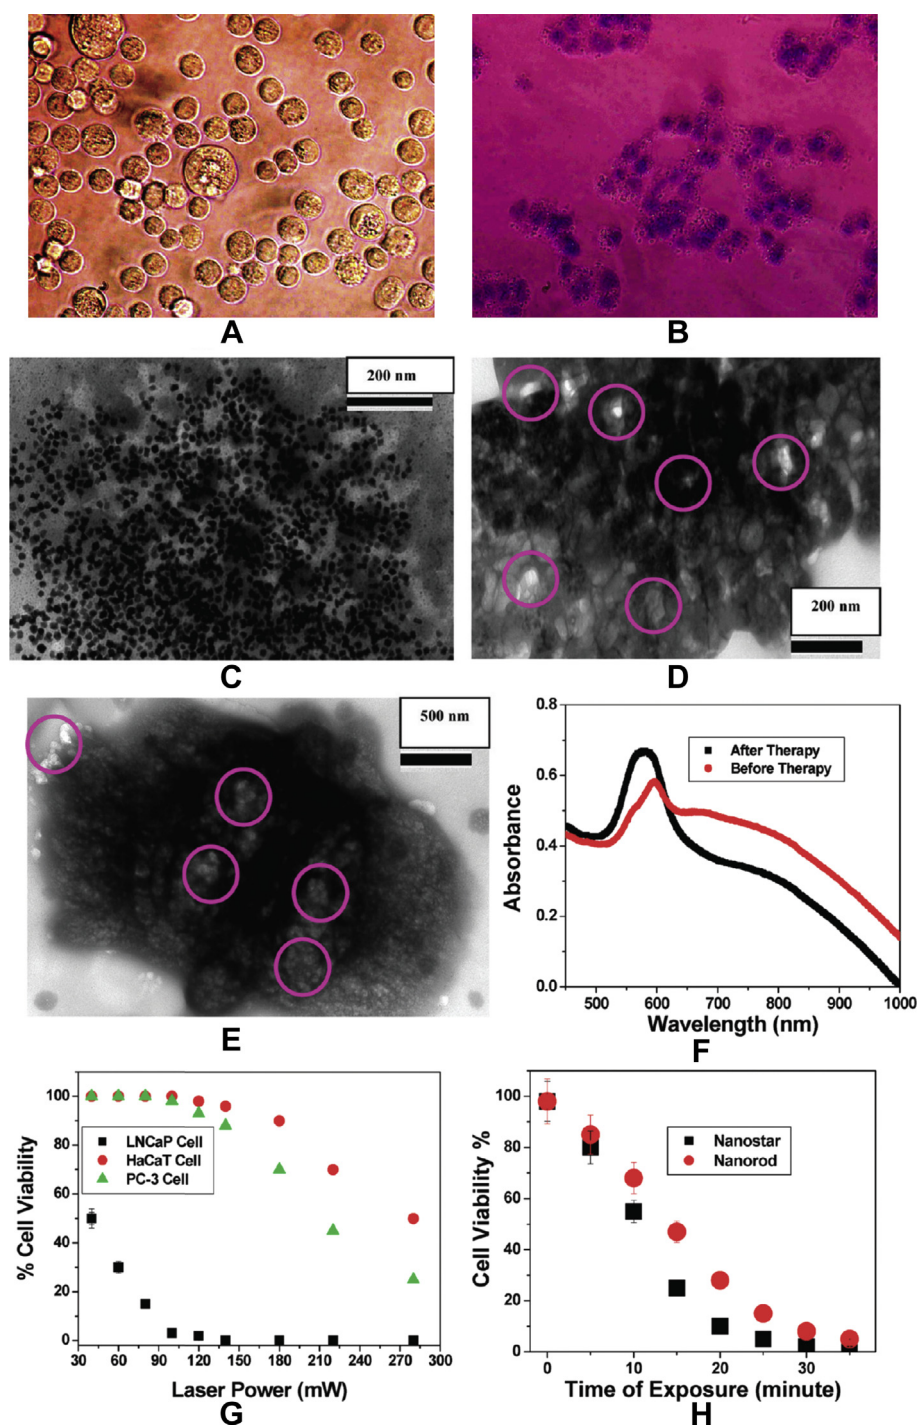 A
B
200 nm
C
200 nm
D
500 nm
E
0.8
0.6
0.4
0.2
0.0
Absorbance
After Therapy
Before Therapy
500 600 700 800 900 1000
Wavelength (nm)
F
100
80
60
40
20
0
% Cell Viability
LNCaP Cell
HaCaT Cell
PC-3 Cell
30 60 90 120 150 180 210 240 270 300
Laser Power (mW)
G
100
80
60
40
20
0
Cell Viability %
Nanostar
Nanorod
0 10 20 30
Time of Exposure (minute)
H